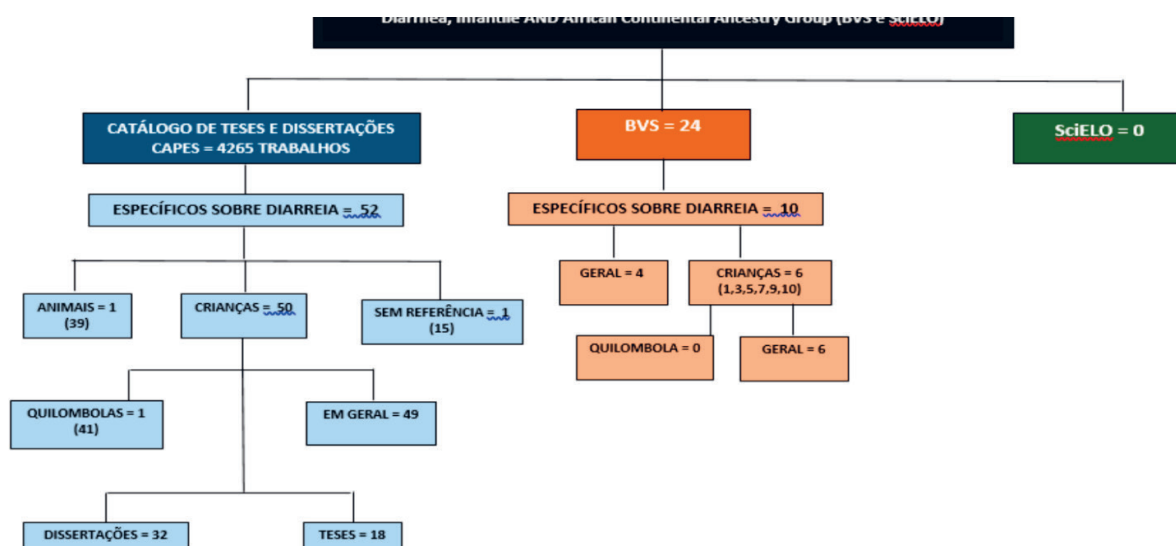 Diarrhea, Infantile AND African Continental Ancestry Group (BVS e SciELO)
CATÁLOGO DE TESES E DISSERTAÇÕES
CAPES = 4265 TRABALHOS
BVS = 24
SciELO = 0
ESPECÍFICOS SOBRE DIARREIA = 52
ESPECÍFICOS SOBRE DIARREIA = 10
GERAL = 4
CRIANÇAS = 6
(1,3,5,7,9,10)
ANIMAIS = 1
(39)
CRIANÇAS = 50
SEM REFERÊNCIA = 1
(15)
QUILOMBOLA = 0
GERAL = 6
QUILOMBOLAS = 1
(41)
EM GERAL = 49
DISSERTAÇÕES = 32
TESES = 18